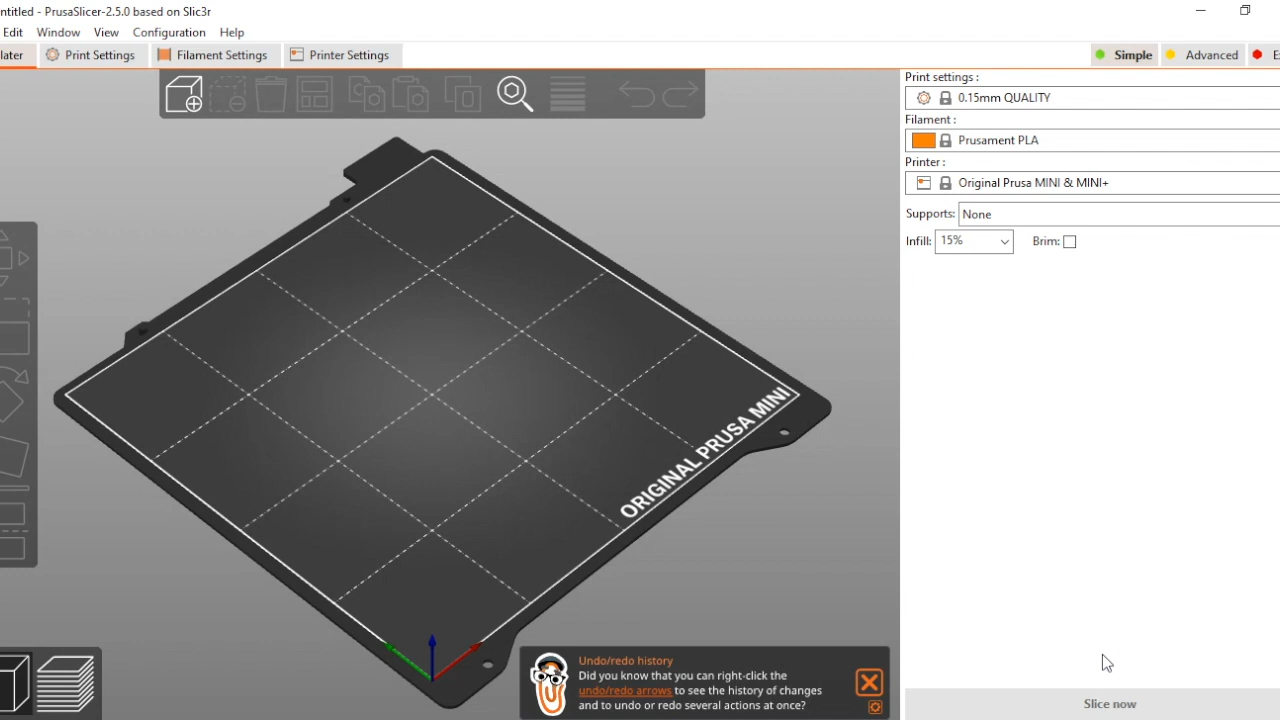 ntitled - PrusaSlicer-2.5.0 based on Slic3r
Edit Window View Configuration Help
later Print Settings Filament Settings Printer Settings Simple Advanced E
Print settings :
0.15mm QUALITY
Filament :
Prusament PLA
Printer :
Original Prusa MINI & MINI+
Supports: None
Infill: 15% Brim:
ORIGINAL PRUSA MINI
Undo/redo history
Did you know that you can right-click the
undo/redo arrows to see the history of changes
and to undo or redo several actions at once?
Slice now